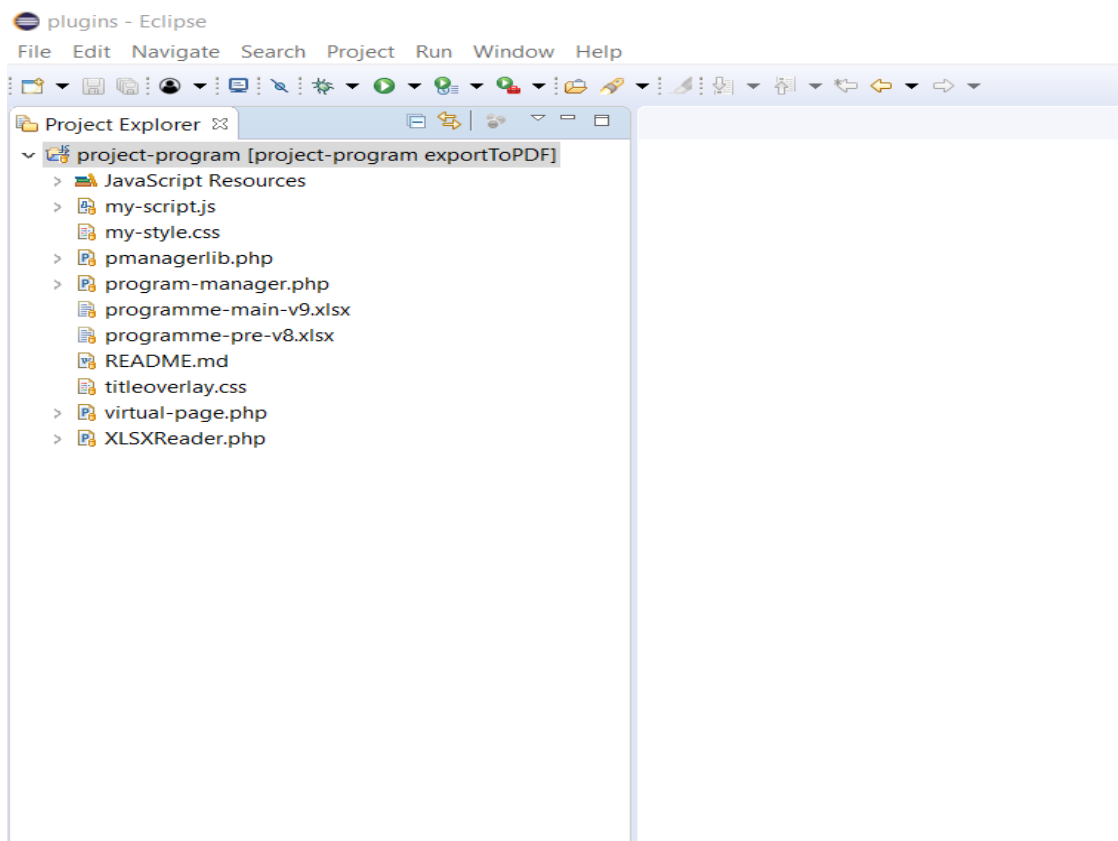 plugins - Eclipse
File Edit Navigate Search Project Run Window Help
Project Explorer
project-program [project-program exportToPDF]
JavaScript Resources
my-script.js
my-style.css
pmanagerlib.php
program-manager.php
programme-main-v9.xlsx
programme-pre-v8.xlsx
README.md
titleoverlay.css
virtual-page.php
XLSXReader.php